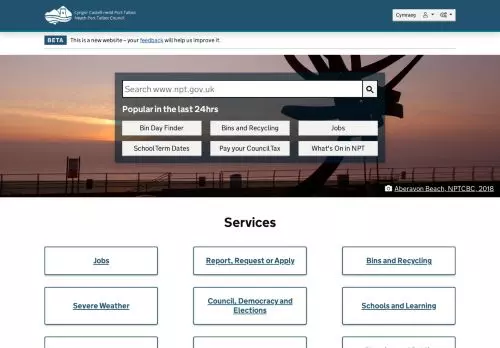 Cyngor Castell-nedd Port Talbot
Neath Port Talbot Council
Cymraeg
BETA This is a new website – your feedback will help us improve it.
Search www.npt.gov.uk
Popular in the last 24hrs
Bin Day Finder
Bins and Recycling
Jobs
School Term Dates
Pay your Council Tax
What's On in NPT
Aberavon Beach, NPTCBC, 2018
Services
Jobs
Report, Request or Apply
Bins and Recycling
Severe Weather
Council, Democracy and
Elections
Schools and Learning